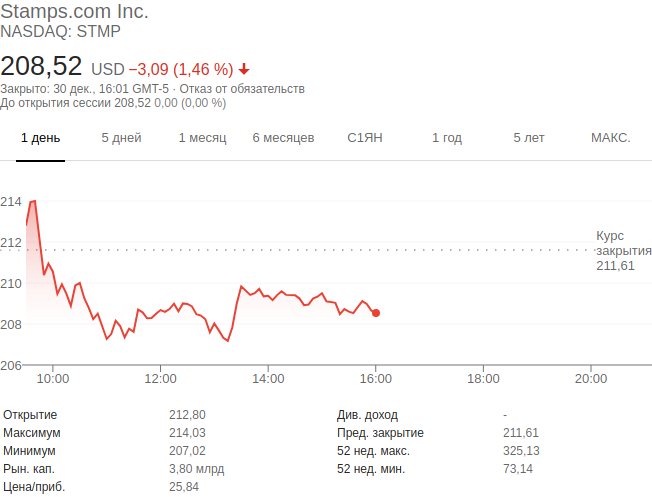 Stamps.com Inc.
NASDAQ: STMP
208,52 USD −3,09 (1,46 %)
Закрыто: 30 дек., 16:01 GMT-5 · Отказ от обязательств
До открытия сессии 208,52 0,00 (0,00 %)
1 день 5 дней 1 месяц 6 месяцев С1ЯН 1 год 5 лет МАКС.
214
212
210
208
206
Курс
закрытия
211,61
10:00 12:00 14:00 16:00 18:00 20:00
Открытие 212,80 Див. доход -
Максимум 214,03 Пред. закрытие 211,61
Минимум 207,02 52 нед. макс. 325,13
Рын. кап. 3,80 млрд 52 нед. мин. 73,14
Цена/приб. 25,84